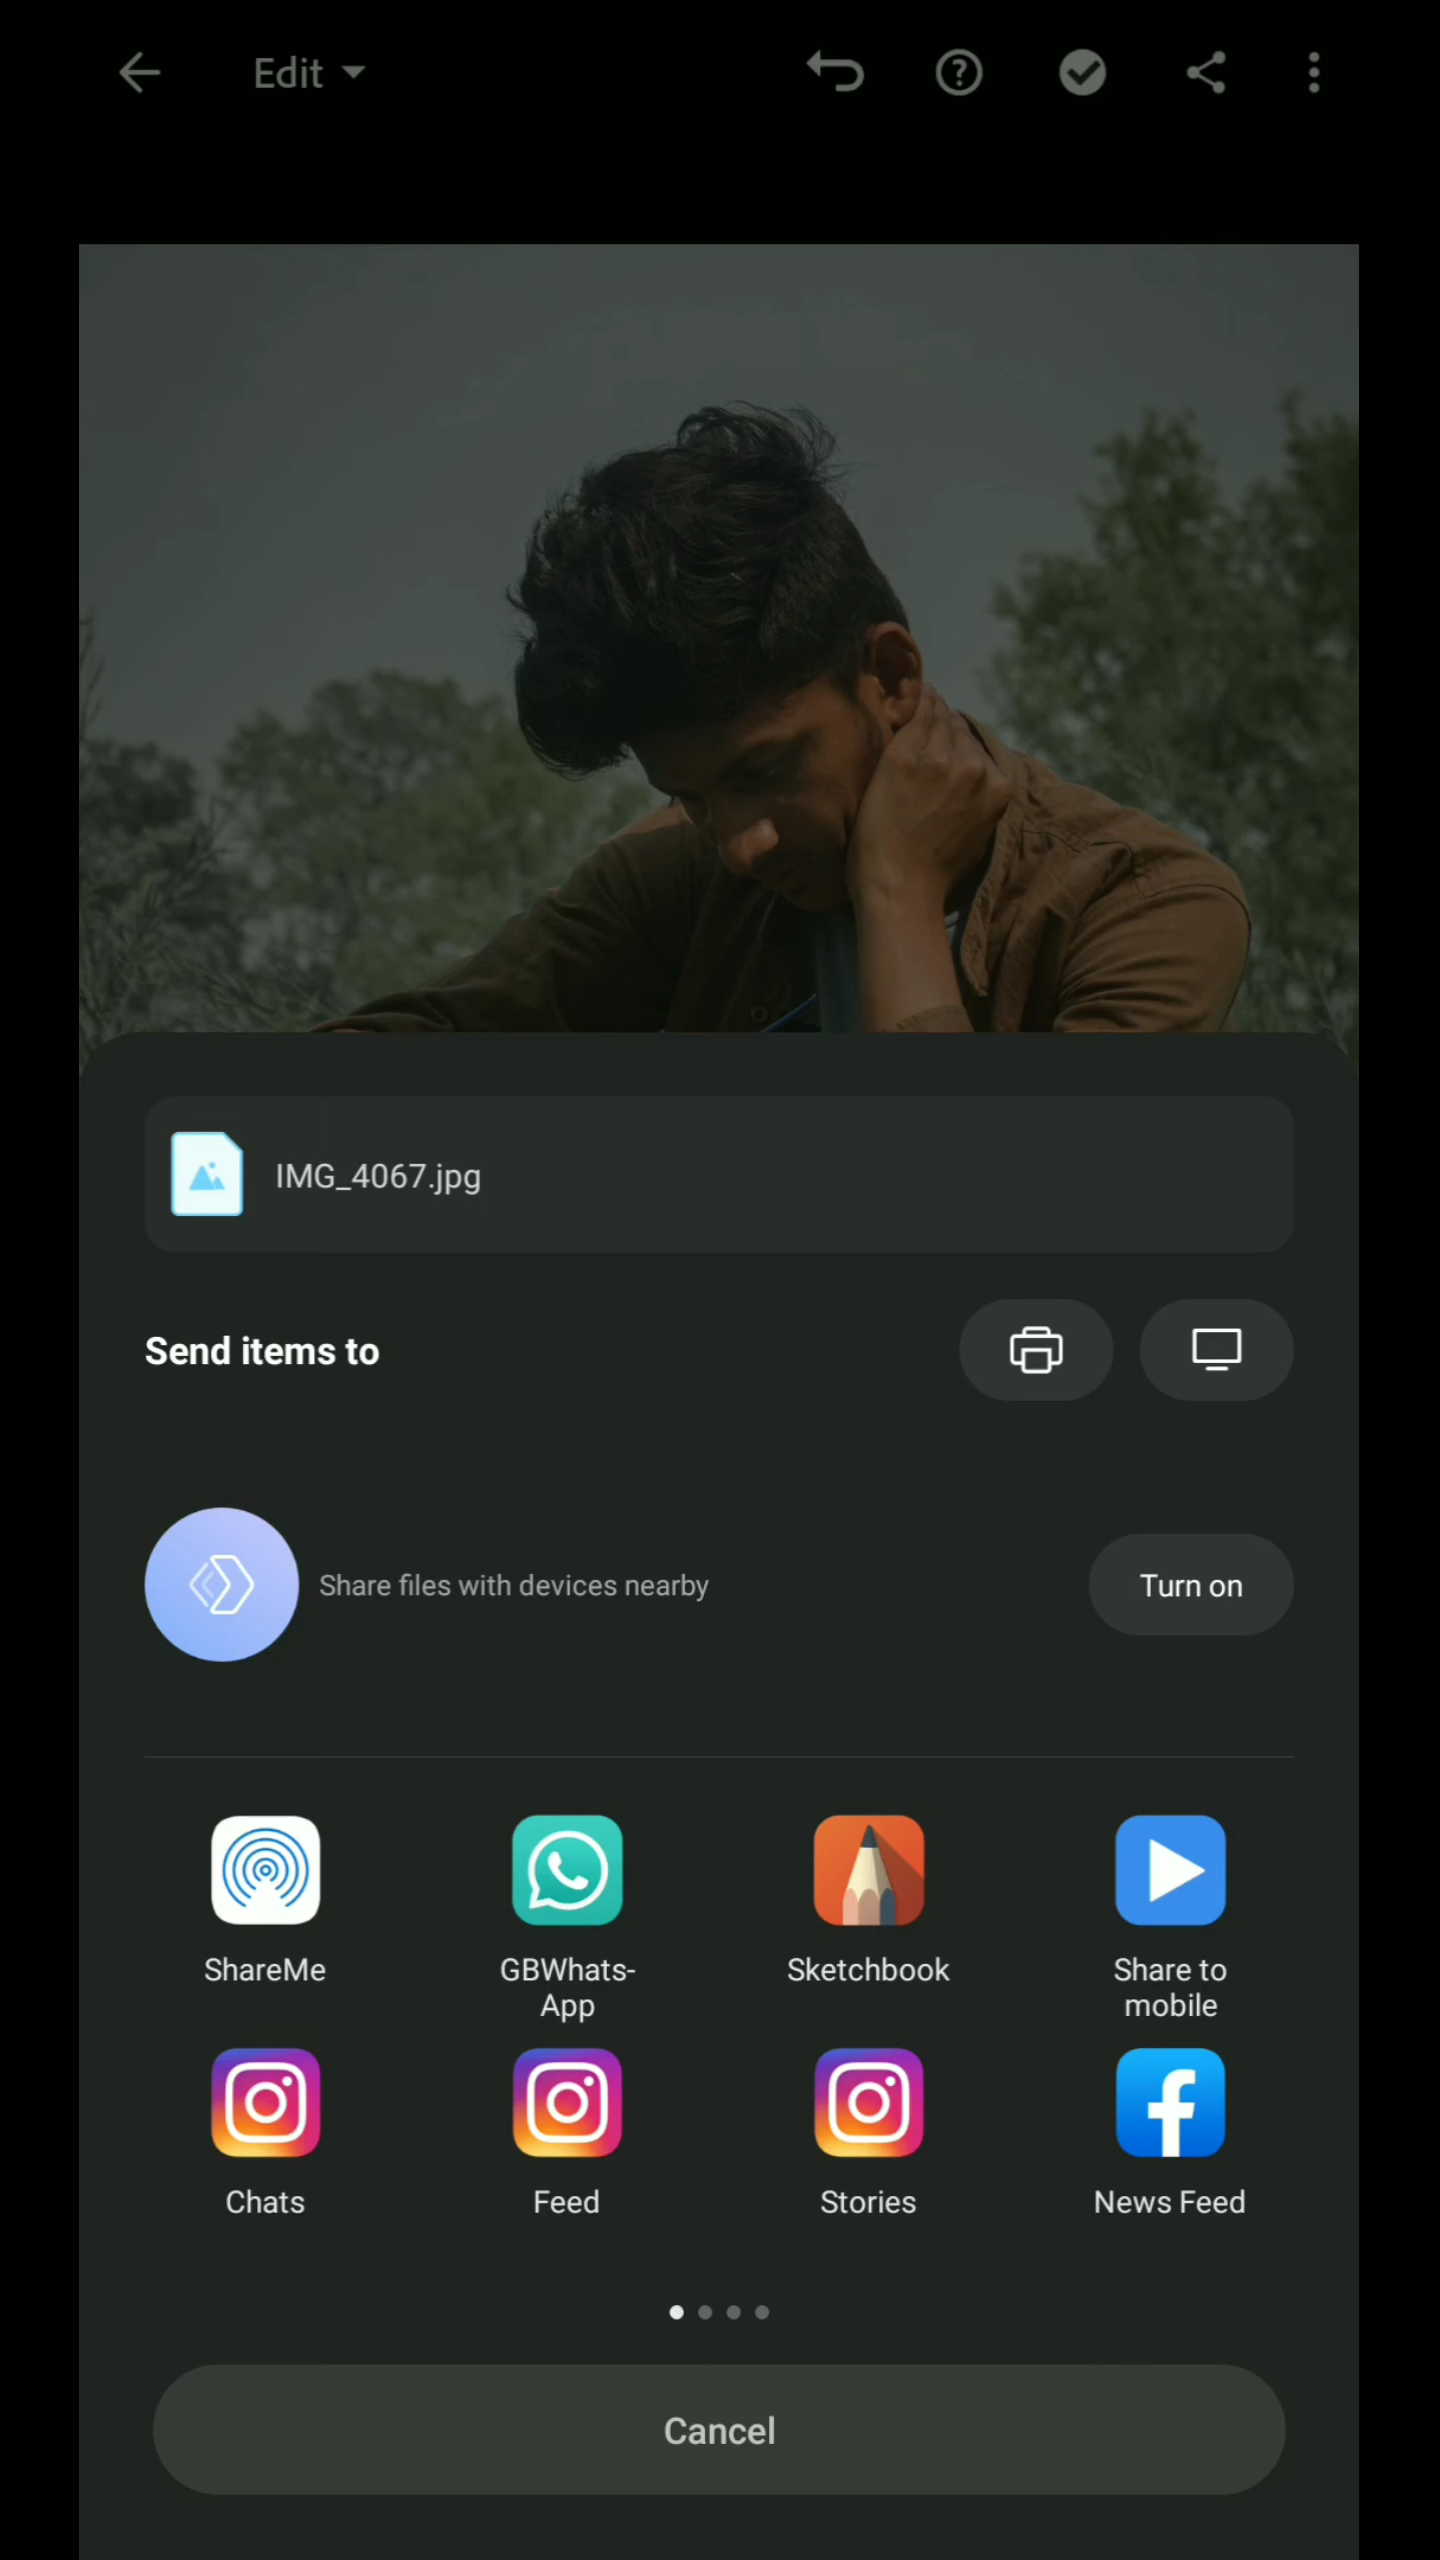 Edit
IMG_4067.jpg
Send items to
Share files with devices nearby
Turn on
ShareMe
GBWhats-
App
Sketchbook
Share to
mobile
Chats
Feed
Stories
News Feed
Cancel